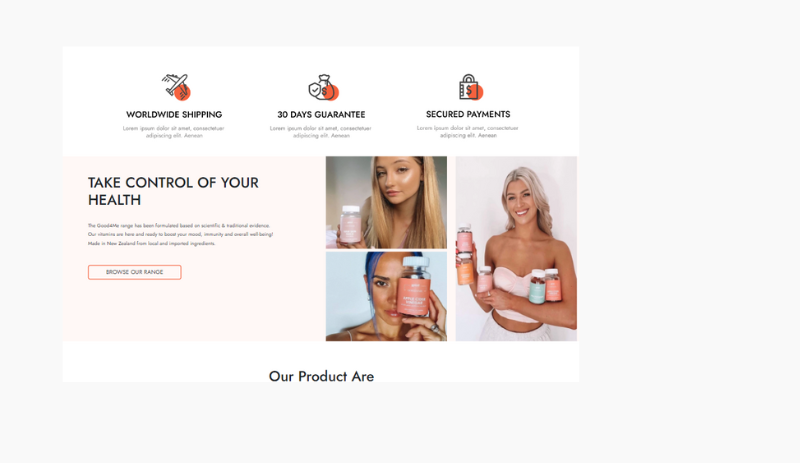 WORLDWIDE SHIPPING
Lorem ipsum dolor sit amet, consectetuer
adipiscing elit. Aenean
30 DAYS GUARANTEE
Lorem ipsum dolor sit amet, consectetuer
adipiscing elit. Aenean
SECURED PAYMENTS
Lorem ipsum dolor sit amet, consectetuer
adipiscing elit. Aenean
TAKE CONTROL OF YOUR
HEALTH
The Good4Me range has been formulated based on scientific & traditional evidence.
Our vitamins are here and ready to boost your mood, immunity and overall well-being!
Made in New Zealand from local and imported ingredients.
BROWSE OUR RANGE
Our Product Are